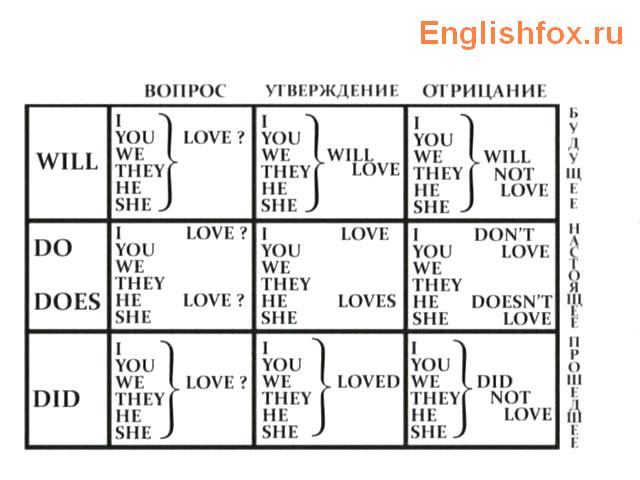 Englishfox.ru
ВОПРОС УТВЕРЖДЕНИЕ ОТРИЦАНИЕ
WILL
I
YOU
WE
THEY
HE
SHE
LOVE ?
I
YOU
WE
THEY
HE
SHE
WILL
LOVE
I
YOU
WE
THEY
HE
SHE
WILL
NOT
LOVE
БУДУЩЕЕ
DO
DOES
I LOVE ?
YOU
WE
THEY
HE LOVE ?
SHE
I LOVE
YOU
WE
THEY
HE LOVES
SHE
I DON'T
YOU LOVE
WE
THEY
HE DOESN'T
SHE LOVE
НАСТОЯЩЕЕ
DID
I
YOU
WE
THEY
HE
SHE
LOVE ?
I
YOU
WE
THEY
HE
SHE
LOVED
I
YOU
WE
THEY
HE
SHE
DID
NOT
LOVE
ПРОШЕДШЕЕ